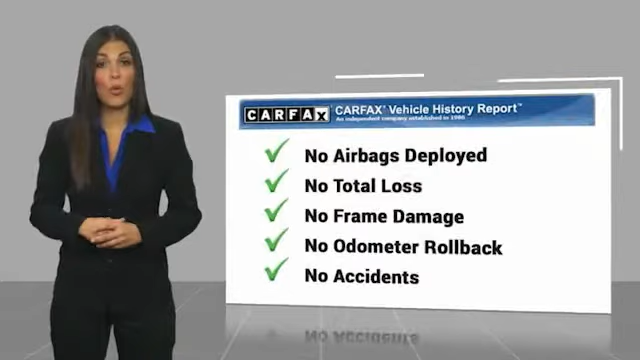 CARFAX CARFAX® Vehicle History Report™
An independent company established in 1986
No Airbags Deployed
No Total Loss
No Frame Damage
No Odometer Rollback
No Accidents